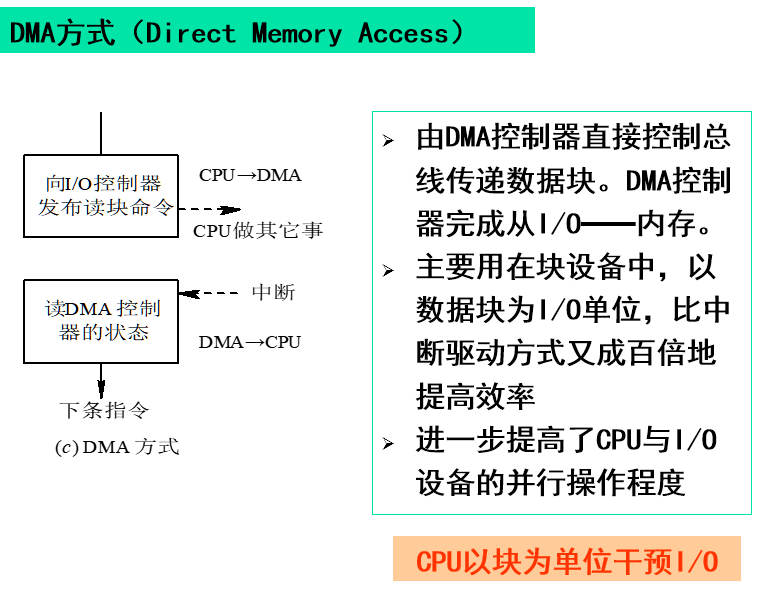 DMA方式（Direct Memory Access）
向I/O控制器
发布读块命令
CPU→DMA
CPU做其它事
读DMA 控制
器的状态
中断
DMA→CPU
下条指令
(c) DMA 方式
➢ 由DMA控制器直接控制总
线传递数据块。DMA控制
器完成从I/O——内存。
➢ 主要用在块设备中，以
数据块为I/O单位，比中
断驱动方式又成百倍地
提高效率
➢ 进一步提高了CPU与I/O
设备的并行操作程度
CPU以块为单位干预I/O